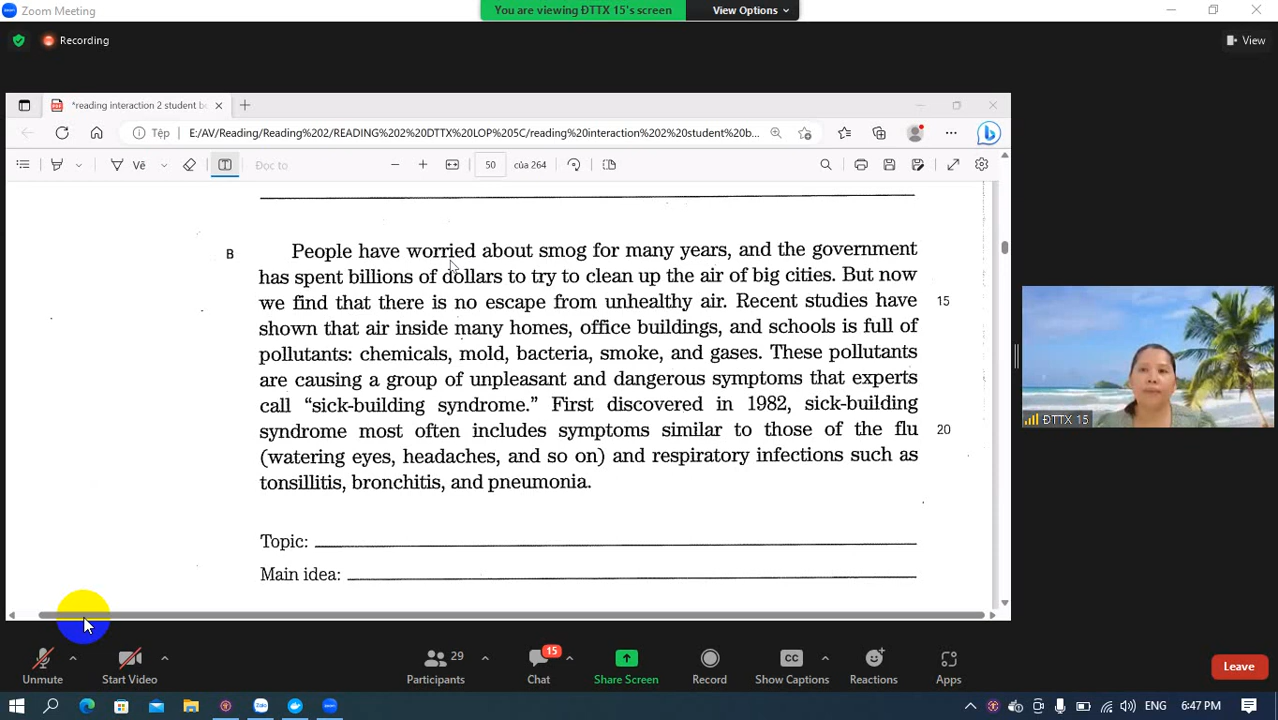 Zoom Meeting
You are viewing ĐTTX 15's screen
View Options
Recording
View
*reading interaction 2 student b
Tệp
E:/AV/Reading/Reading%202/READING%202%20DTTX%20LOP%205C/reading%20interaction%202%20student%20b...
Vẽ
Đọc to
50
của 264
B
People have worried about smog for many years, and the government
has spent billions of dollars to try to clean up the air of big cities. But now
we find that there is no escape from unhealthy air. Recent studies have
15
shown that air inside many homes, office buildings, and schools is full of
pollutants: chemicals, mold, bacteria, smoke, and gases. These pollutants
are causing a group of unpleasant and dangerous symptoms that experts
call “sick-building syndrome.” First discovered in 1982, sick-building
syndrome most often includes symptoms similar to those of the flu
20
(watering eyes, headaches, and so on) and respiratory infections such as
tonsillitis, bronchitis, and pneumonia.
Topic:
Main idea:
ĐTTX 15
Unmute
Start Video
29
Participants
15
Chat
Share Screen
Record
CC
Show Captions
Reactions
Apps
Leave
ENG
6:47 PM